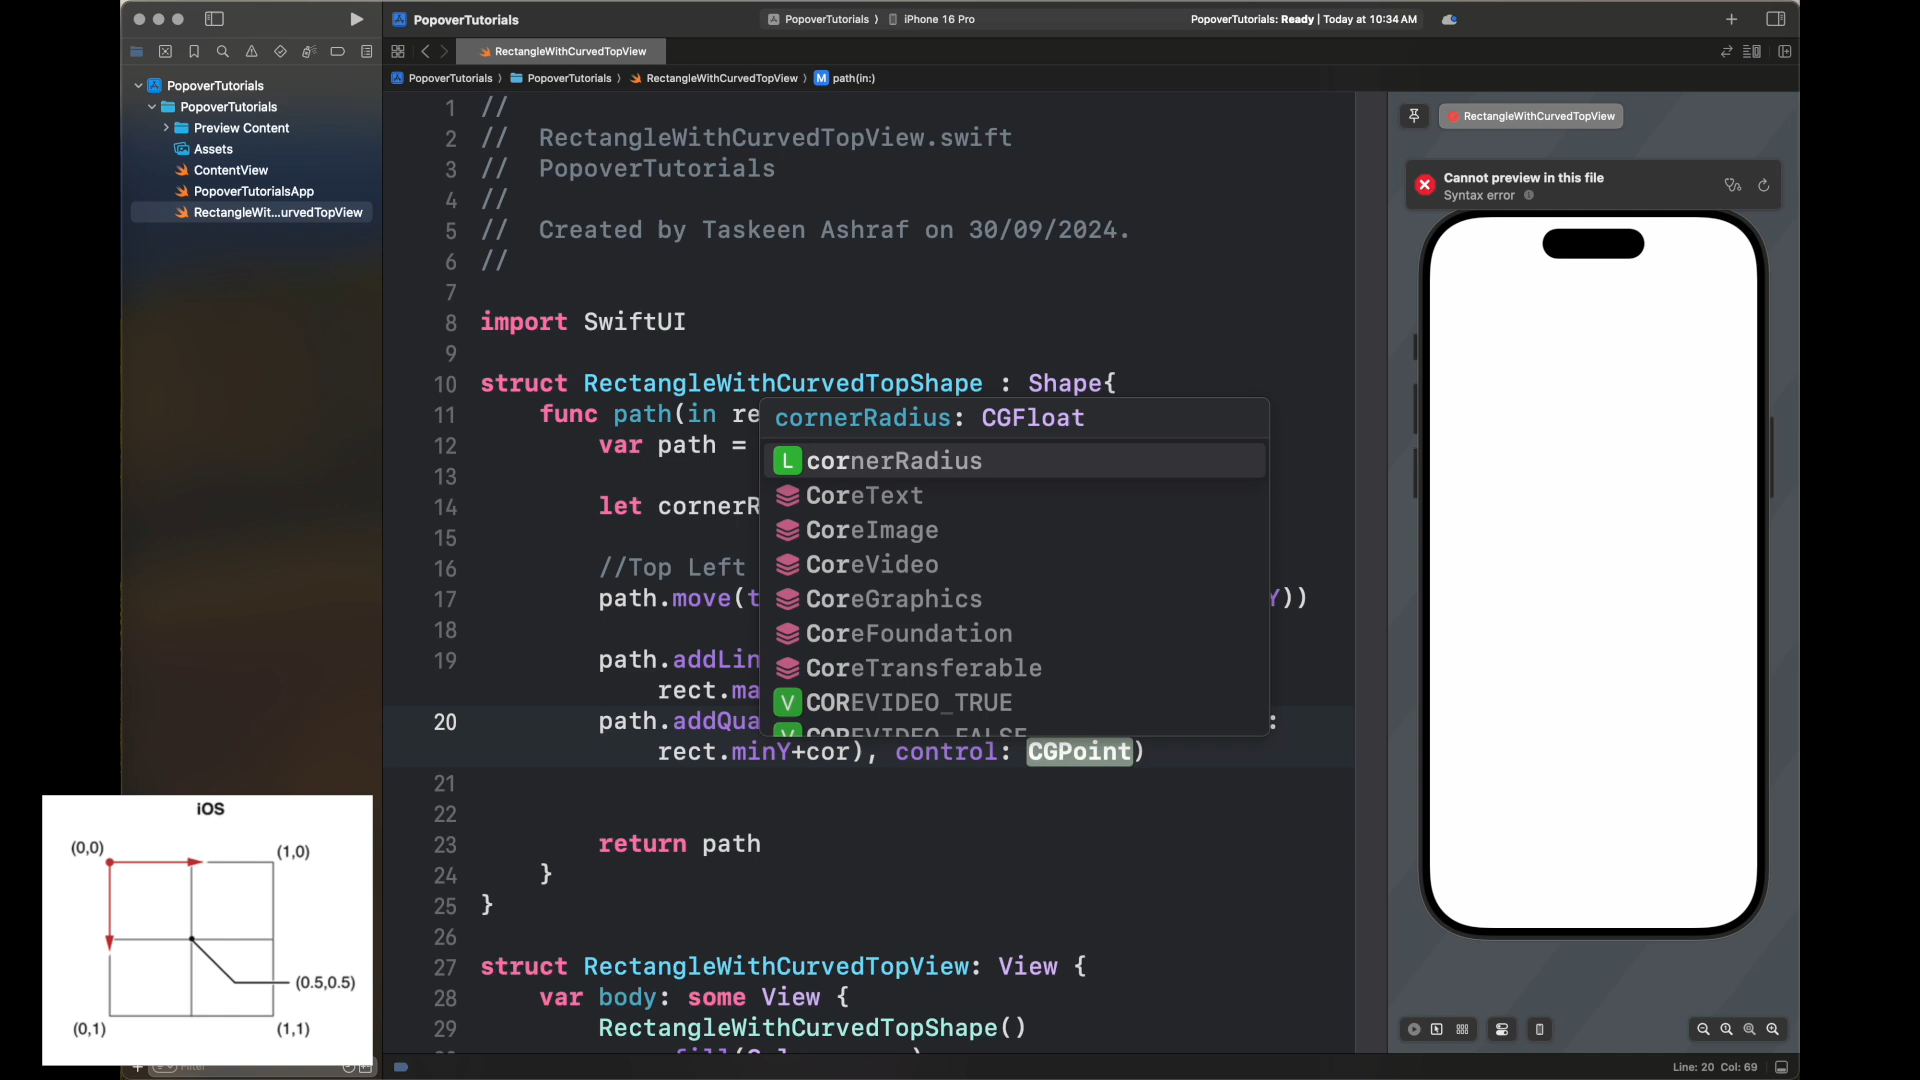 PopoverTutorials
PopoverTutorials ⟩ iPhone 16 Pro
PopoverTutorials: Ready | Today at 10:34 AM
RectangleWithCurvedTopView
PopoverTutorials ⟩ PopoverTutorials ⟩ RectangleWithCurvedTopView ⟩ M path(in:)
PopoverTutorials
PopoverTutorials
Preview Content
Assets
ContentView
PopoverTutorialsApp
RectangleWit...urvedTopView
Filter
1 //
2 // RectangleWithCurvedTopView.swift
3 // PopoverTutorials
4 //
5 // Created by Taskeen Ashraf on 30/09/2024.
6 //
7
8 import SwiftUI
9
10 struct RectangleWithCurvedTopShape : Shape{
11 func path(in re
12 var path =
13
14 let cornerR
15
16 //Top Left
17 path.move(t Y))
18
19 path.addLin
rect.ma
20 path.addQua :
rect.minY+cor), control: CGPoint)
21
22
23 return path
24 }
25 }
26
27 struct RectangleWithCurvedTopView: View {
28 var body: some View {
29 RectangleWithCurvedTopShape()
cornerRadius: CGFloat
L cornerRadius
CoreText
CoreImage
CoreVideo
CoreGraphics
CoreFoundation
CoreTransferable
V COREVIDEO_TRUE
V COREVIDEO_FALSE
RectangleWithCurvedTopView
Cannot preview in this file
Syntax error
Line: 20 Col: 69
iOS
(0,0)
(1,0)
(0.5,0.5)
(0,1)
(1,1)